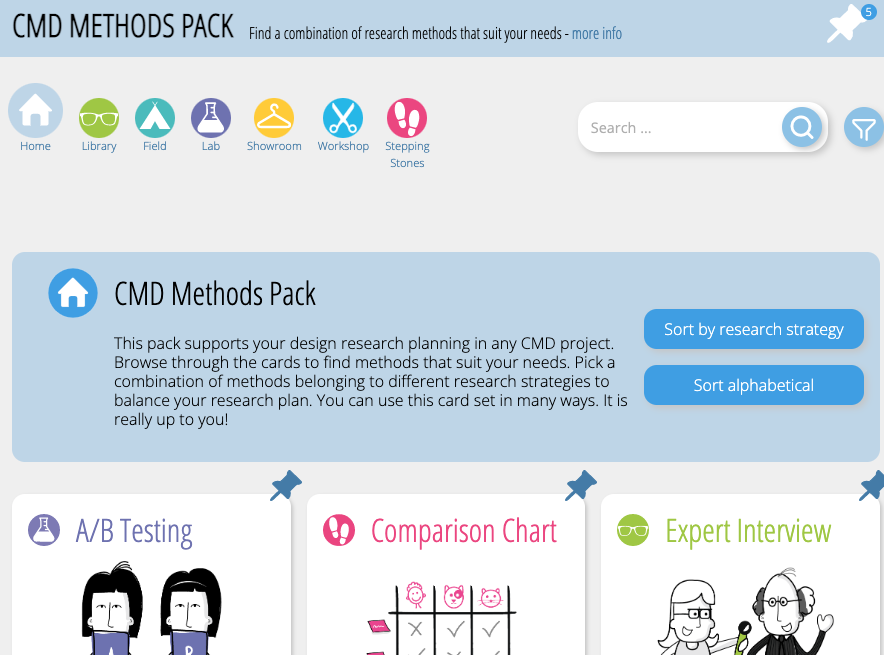 CMD METHODS PACK
Find a combination of research methods that suit your needs - more info
5
Home
Library
Field
Lab
Showroom
Workshop
Stepping
Stones
Search ...
CMD Methods Pack
This pack supports your design research planning in any CMD project.
Browse through the cards to find methods that suit your needs. Pick a
combination of methods belonging to different research strategies to
balance your research plan. You can use this card set in many ways. It is
really up to you!
Sort by research strategy
Sort alphabetical
A/B Testing
Comparison Chart
Expert Interview
A
B